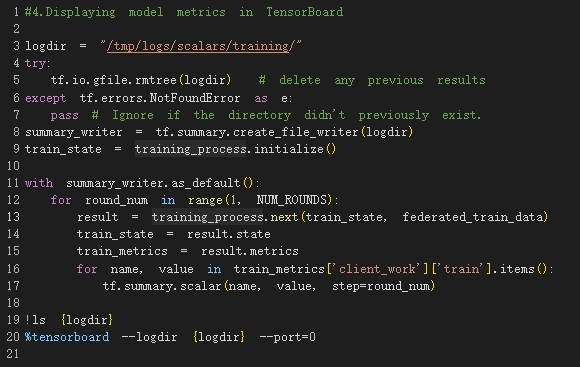 1 #4.Displaying model metrics in TensorBoard
2
3 logdir = "/tmp/logs/scalars/training/"
4 try:
5     tf.io.gfile.rmtree(logdir)  # delete any previous results
6 except tf.errors.NotFoundError as e:
7     pass # Ignore if the directory didn't previously exist.
8 summary_writer = tf.summary.create_file_writer(logdir)
9 train_state = training_process.initialize()
10
11 with summary_writer.as_default():
12     for round_num in range(1, NUM_ROUNDS):
13         result = training_process.next(train_state, federated_train_data)
14         train_state = result.state
15         train_metrics = result.metrics
16         for name, value in train_metrics['client_work']['train'].items():
17             tf.summary.scalar(name, value, step=round_num)
18
19 !ls {logdir}
20 %tensorboard --logdir {logdir} --port=0
21